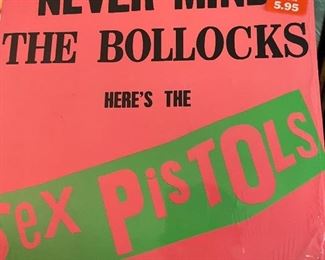 NEVER MIND
5.95
THE BOLLOCKS
HERE'S THE
Sex PisTOLs